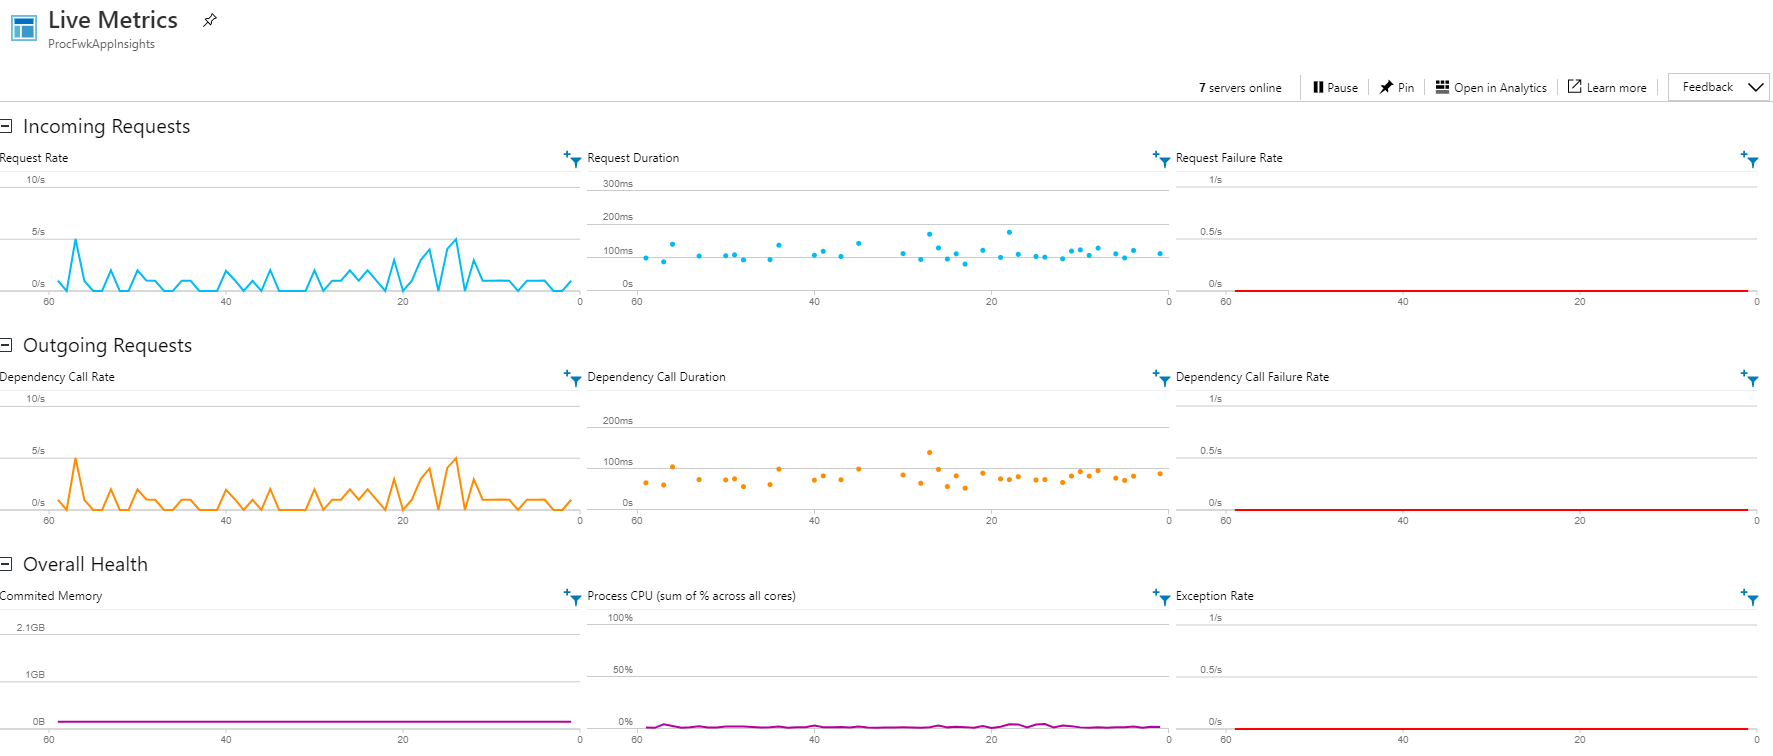 Live Metrics
ProcFwkAppInsights
7 servers online
Pause
Pin
Open in Analytics
Learn more
Feedback
Incoming Requests
Request Rate
10/s
5/s
0/s
60 40 20 0
Request Duration
300ms
200ms
100ms
0s
60 40 20 0
Request Failure Rate
1/s
0.5/s
0/s
60 40 20 0
Outgoing Requests
Dependency Call Rate
10/s
5/s
0/s
60 40 20 0
Dependency Call Duration
200ms
100ms
0s
60 40 20 0
Dependency Call Failure Rate
1/s
0.5/s
0/s
60 40 20 0
Overall Health
Commited Memory
2.1GB
1GB
0B
60 40 20 0
Process CPU (sum of % across all cores)
100%
50%
0%
60 40 20 0
Exception Rate
1/s
0.5/s
0/s
60 40 20 0